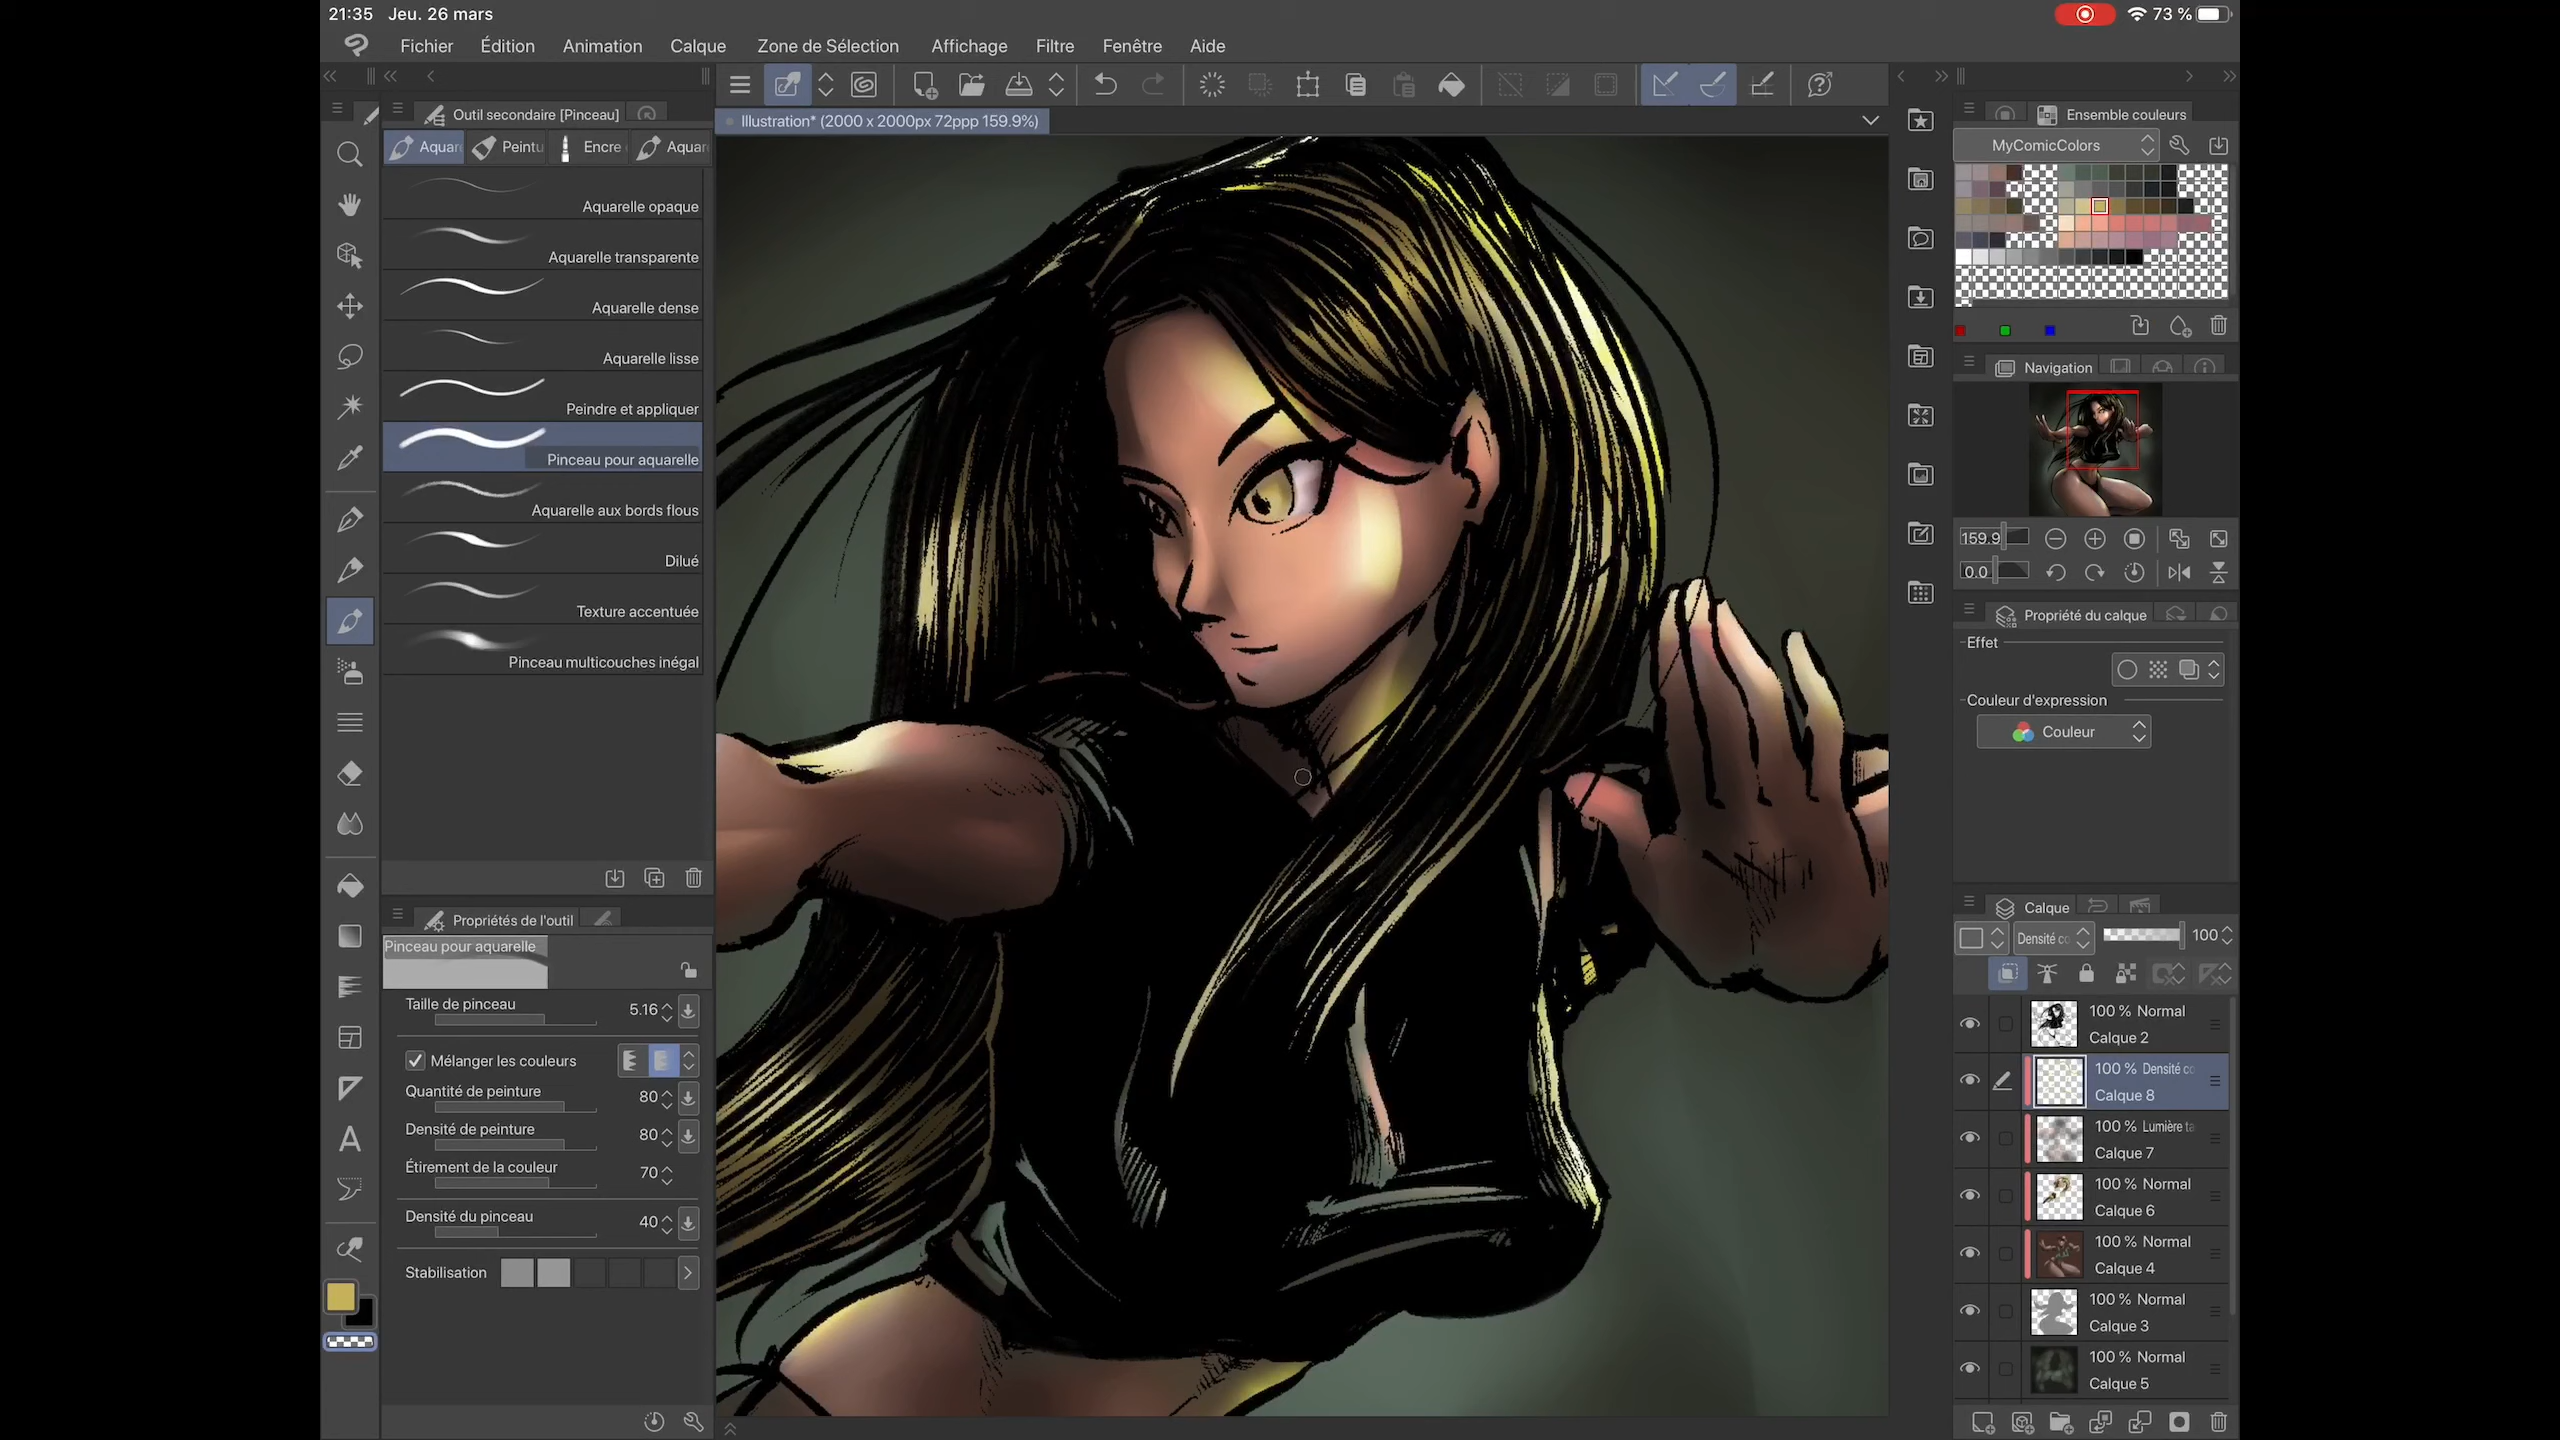 21:35 Jeu. 26 mars
73 %
Fichier Édition Animation Calque Zone de Sélection Affichage Filtre Fenêtre Aide
Outil secondaire [Pinceau]
Aquar Peintu Encre Aquar
Aquarelle opaque
Aquarelle transparente
Aquarelle dense
Aquarelle lisse
Peindre et appliquer
Pinceau pour aquarelle
Aquarelle aux bords flous
Dilué
Texture accentuée
Pinceau multicouches inégal
Propriétés de l'outil
Pinceau pour aquarelle
Taille de pinceau 5.16
Mélanger les couleurs
Quantité de peinture 80
Densité de peinture 80
Étirement de la couleur 70
Densité du pinceau 40
Stabilisation
Illustration* (2000 x 2000px 72ppp 159.9%)
Ensemble couleurs
MyComicColors
Navigation
159.9
0.0
Propriété du calque
Effet
Couleur d'expression
Couleur
Calque
Densité co 100
100 % Normal
Calque 2
100 % Densité co
Calque 8
100 % Lumière ta
Calque 7
100 % Normal
Calque 6
100 % Normal
Calque 4
100 % Normal
Calque 3
100 % Normal
Calque 5